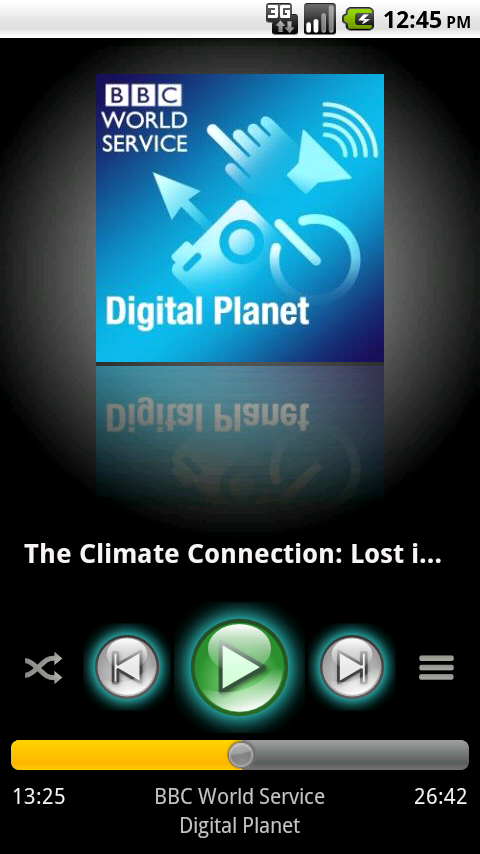 3G 12:45 PM
BBC
WORLD
SERVICE
Digital Planet
Digital Planet
The Climate Connection: Lost i...
13:25 BBC World Service 26:42
Digital Planet